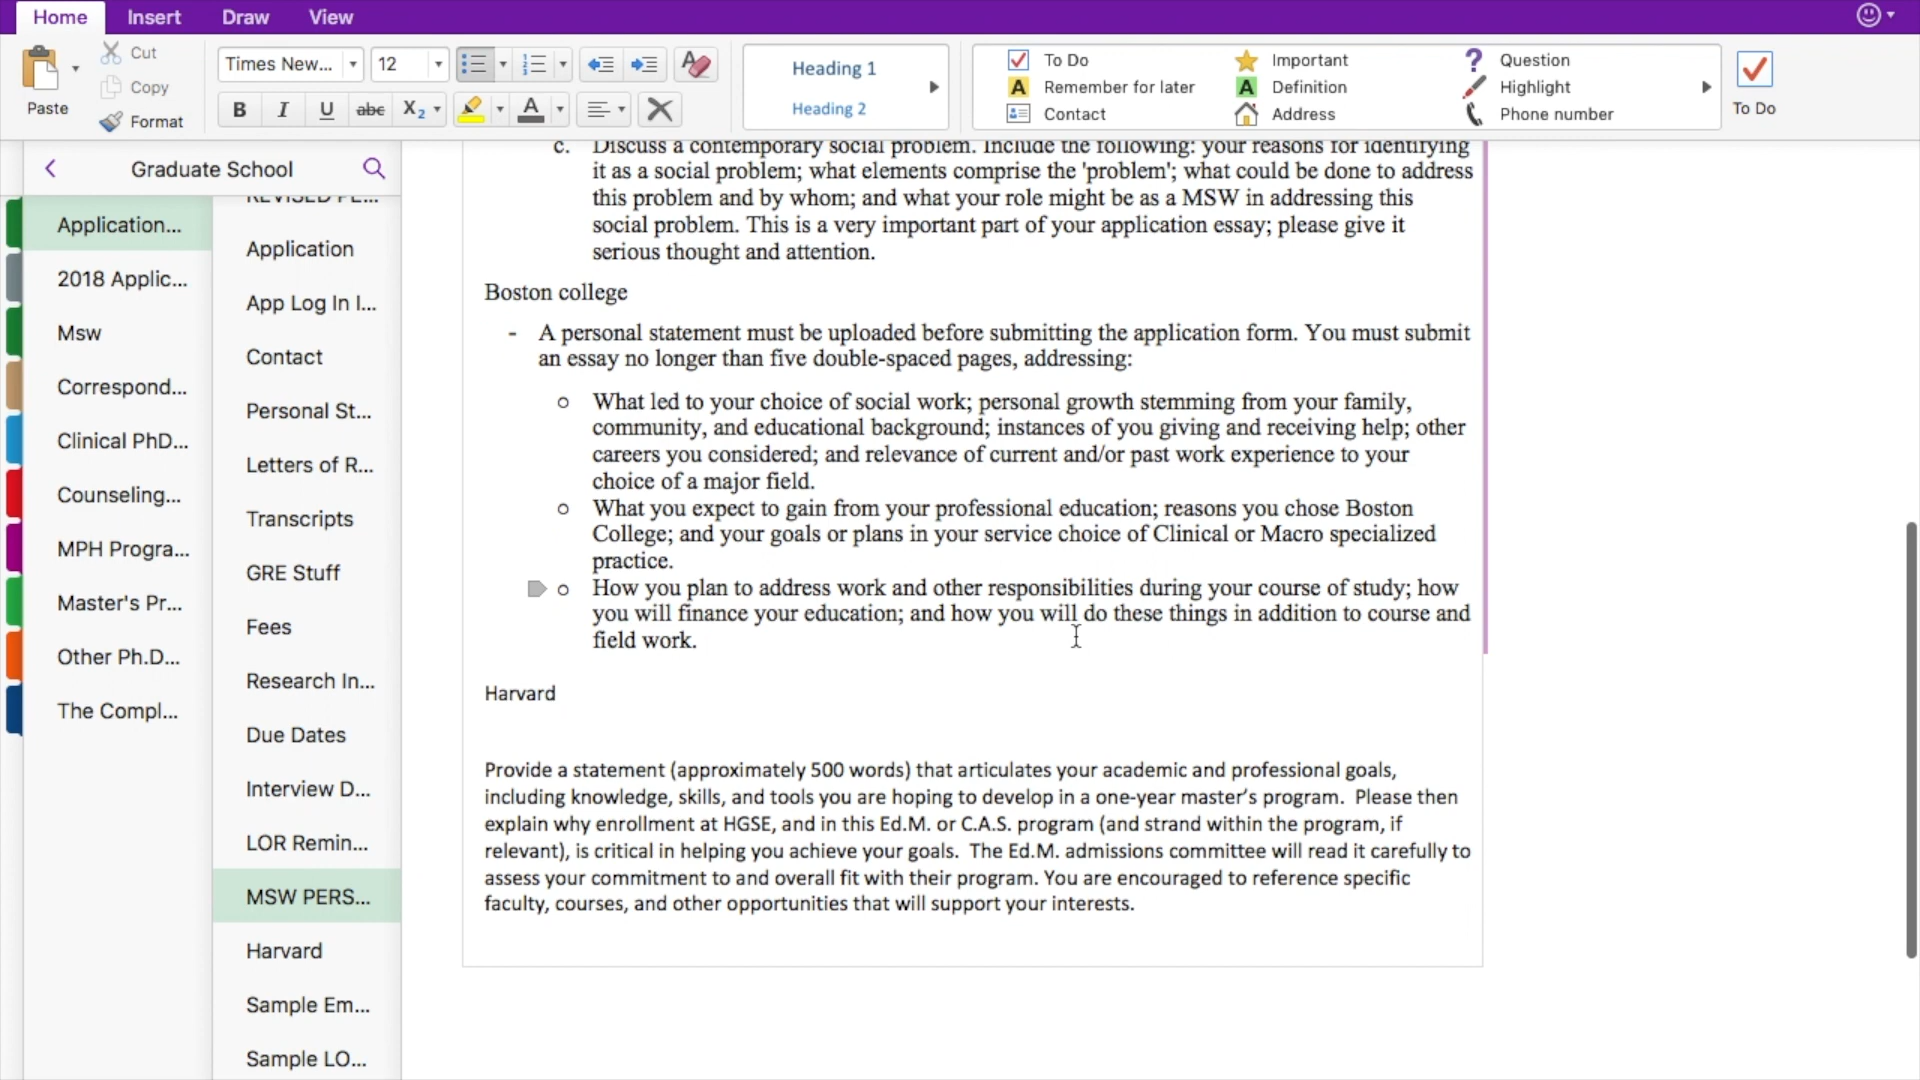 Home Insert Draw View
Paste
Cut
Copy
Format
Times New... 12
B I U abc X2 A
Heading 1
Heading 2
To Do Important Question
Remember for later Definition Highlight
Contact Address Phone number
To Do
Graduate School
Application...
2018 Applic...
Msw
Correspond...
Clinical PhD...
Counseling...
MPH Progra...
Master's Pr...
Other Ph.D...
The Compl...
REVISED PE...
Application
App Log In I...
Contact
Personal St...
Letters of R...
Transcripts
GRE Stuff
Fees
Research In...
Due Dates
Interview D...
LOR Remin...
MSW PERS...
Harvard
Sample Em...
Sample LO...
c. Discuss a contemporary social problem. Include the following: your reasons for identifying
it as a social problem; what elements comprise the 'problem'; what could be done to address
this problem and by whom; and what your role might be as a MSW in addressing this
social problem. This is a very important part of your application essay; please give it
serious thought and attention.
Boston college
- A personal statement must be uploaded before submitting the application form. You must submit
an essay no longer than five double-spaced pages, addressing:
o What led to your choice of social work; personal growth stemming from your family,
community, and educational background; instances of you giving and receiving help; other
careers you considered; and relevance of current and/or past work experience to your
choice of a major field.
o What you expect to gain from your professional education; reasons you chose Boston
College; and your goals or plans in your service choice of Clinical or Macro specialized
practice.
o How you plan to address work and other responsibilities during your course of study; how
you will finance your education; and how you will do these things in addition to course and
field work.
Harvard
Provide a statement (approximately 500 words) that articulates your academic and professional goals,
including knowledge, skills, and tools you are hoping to develop in a one-year master's program. Please then
explain why enrollment at HGSE, and in this Ed.M. or C.A.S. program (and strand within the program, if
relevant), is critical in helping you achieve your goals. The Ed.M. admissions committee will read it carefully to
assess your commitment to and overall fit with their program. You are encouraged to reference specific
faculty, courses, and other opportunities that will support your interests.